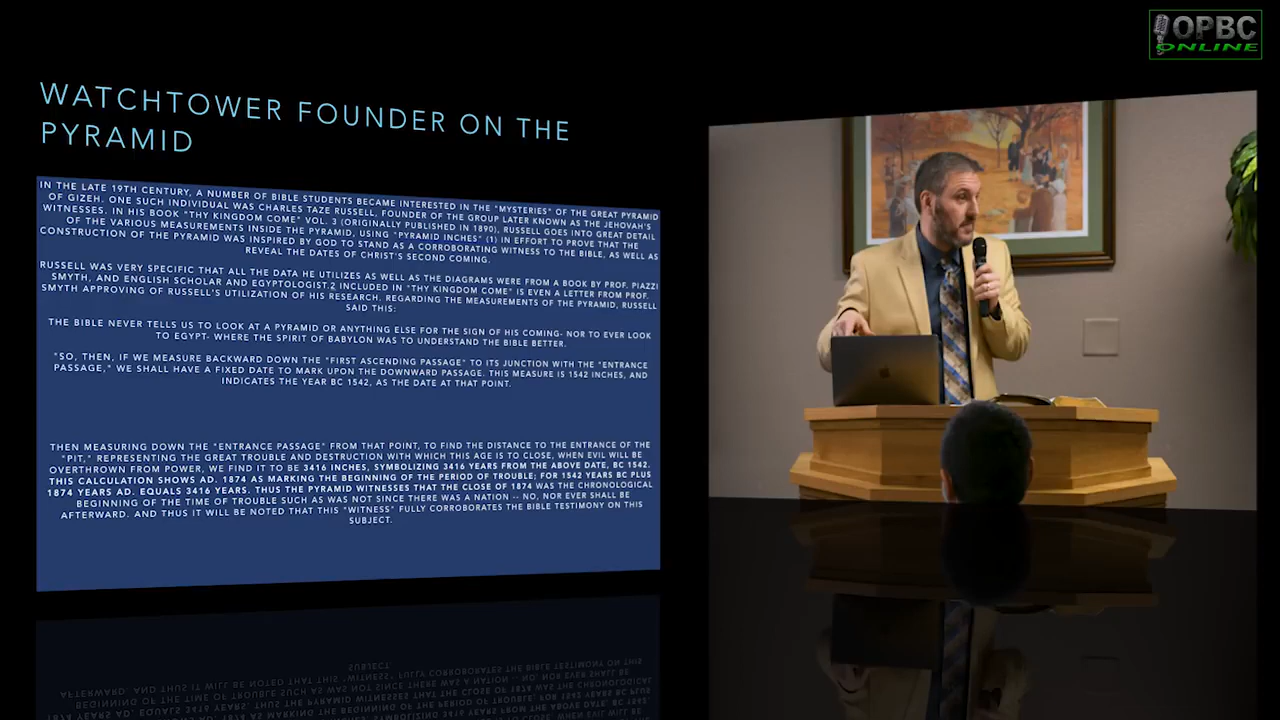 OPBC
ONLINE
WATCHTOWER FOUNDER ON THE
PYRAMID
IN THE LATE 19TH CENTURY, A NUMBER OF BIBLE STUDENTS BECAME INTERESTED IN THE "MYSTERIES" OF THE GREAT PYRAMID
OF GIZEH. ONE SUCH INDIVIDUAL WAS CHARLES TAZE RUSSELL, FOUNDER OF THE GROUP LATER KNOWN AS THE JEHOVAH'S
WITNESSES. IN HIS BOOK "THY KINGDOM COME" VOL. 3 (ORIGINALLY PUBLISHED IN 1890), RUSSELL GOES INTO GREAT DETAIL
OF THE VARIOUS MEASUREMENTS INSIDE THE PYRAMID, USING "PYRAMID INCHES" (1) IN EFFORT TO PROVE THAT THE
CONSTRUCTION OF THE PYRAMID WAS INSPIRED BY GOD TO STAND AS A CORROBORATING WITNESS TO THE BIBLE, AS WELL AS
REVEAL THE DATES OF CHRIST'S SECOND COMING.
RUSSELL WAS VERY SPECIFIC THAT ALL THE DATA HE UTILIZES AS WELL AS THE DIAGRAMS WERE FROM A BOOK BY PROF. PIAZZI
SMYTH, AND ENGLISH SCHOLAR AND EGYPTOLOGIST.2 INCLUDED IN "THY KINGDOM COME" IS EVEN A LETTER FROM PROF.
SMYTH APPROVING OF RUSSELL'S UTILIZATION OF HIS RESEARCH. REGARDING THE MEASUREMENTS OF THE PYRAMID, RUSSELL
SAID THIS:
THE BIBLE NEVER TELLS US TO LOOK AT A PYRAMID OR ANYTHING ELSE FOR THE SIGN OF HIS COMING- NOR TO EVER LOOK
TO EGYPT- WHERE THE SPIRIT OF BABYLON WAS TO UNDERSTAND THE BIBLE BETTER.
"SO, THEN, IF WE MEASURE BACKWARD DOWN THE "FIRST ASCENDING PASSAGE" TO ITS JUNCTION WITH THE "ENTRANCE
PASSAGE," WE SHALL HAVE A FIXED DATE TO MARK UPON THE DOWNWARD PASSAGE. THIS MEASURE IS 1542 INCHES, AND
INDICATES THE YEAR BC 1542, AS THE DATE AT THAT POINT.
THEN MEASURING DOWN THE "ENTRANCE PASSAGE" FROM THAT POINT, TO FIND THE DISTANCE TO THE ENTRANCE OF THE
"PIT," REPRESENTING THE GREAT TROUBLE AND DESTRUCTION WITH WHICH THIS AGE IS TO CLOSE, WHEN EVIL WILL BE
OVERTHROWN FROM POWER, WE FIND IT TO BE 3416 INCHES, SYMBOLIZING 3416 YEARS FROM THE ABOVE DATE, BC 1542.
THIS CALCULATION SHOWS AD. 1874 AS MARKING THE BEGINNING OF THE PERIOD OF TROUBLE; FOR 1542 YEARS BC PLUS
1874 YEARS AD. EQUALS 3416 YEARS. THUS THE PYRAMID WITNESSES THAT THE CLOSE OF 1874 WAS THE CHRONOLOGICAL
BEGINNING OF THE TIME OF TROUBLE SUCH AS WAS NOT SINCE THERE WAS A NATION -- NO, NOR EVER SHALL BE
AFTERWARD. AND THUS IT WILL BE NOTED THAT THIS "WITNESS" FULLY CORROBORATES THE BIBLE TESTIMONY ON THIS
SUBJECT.